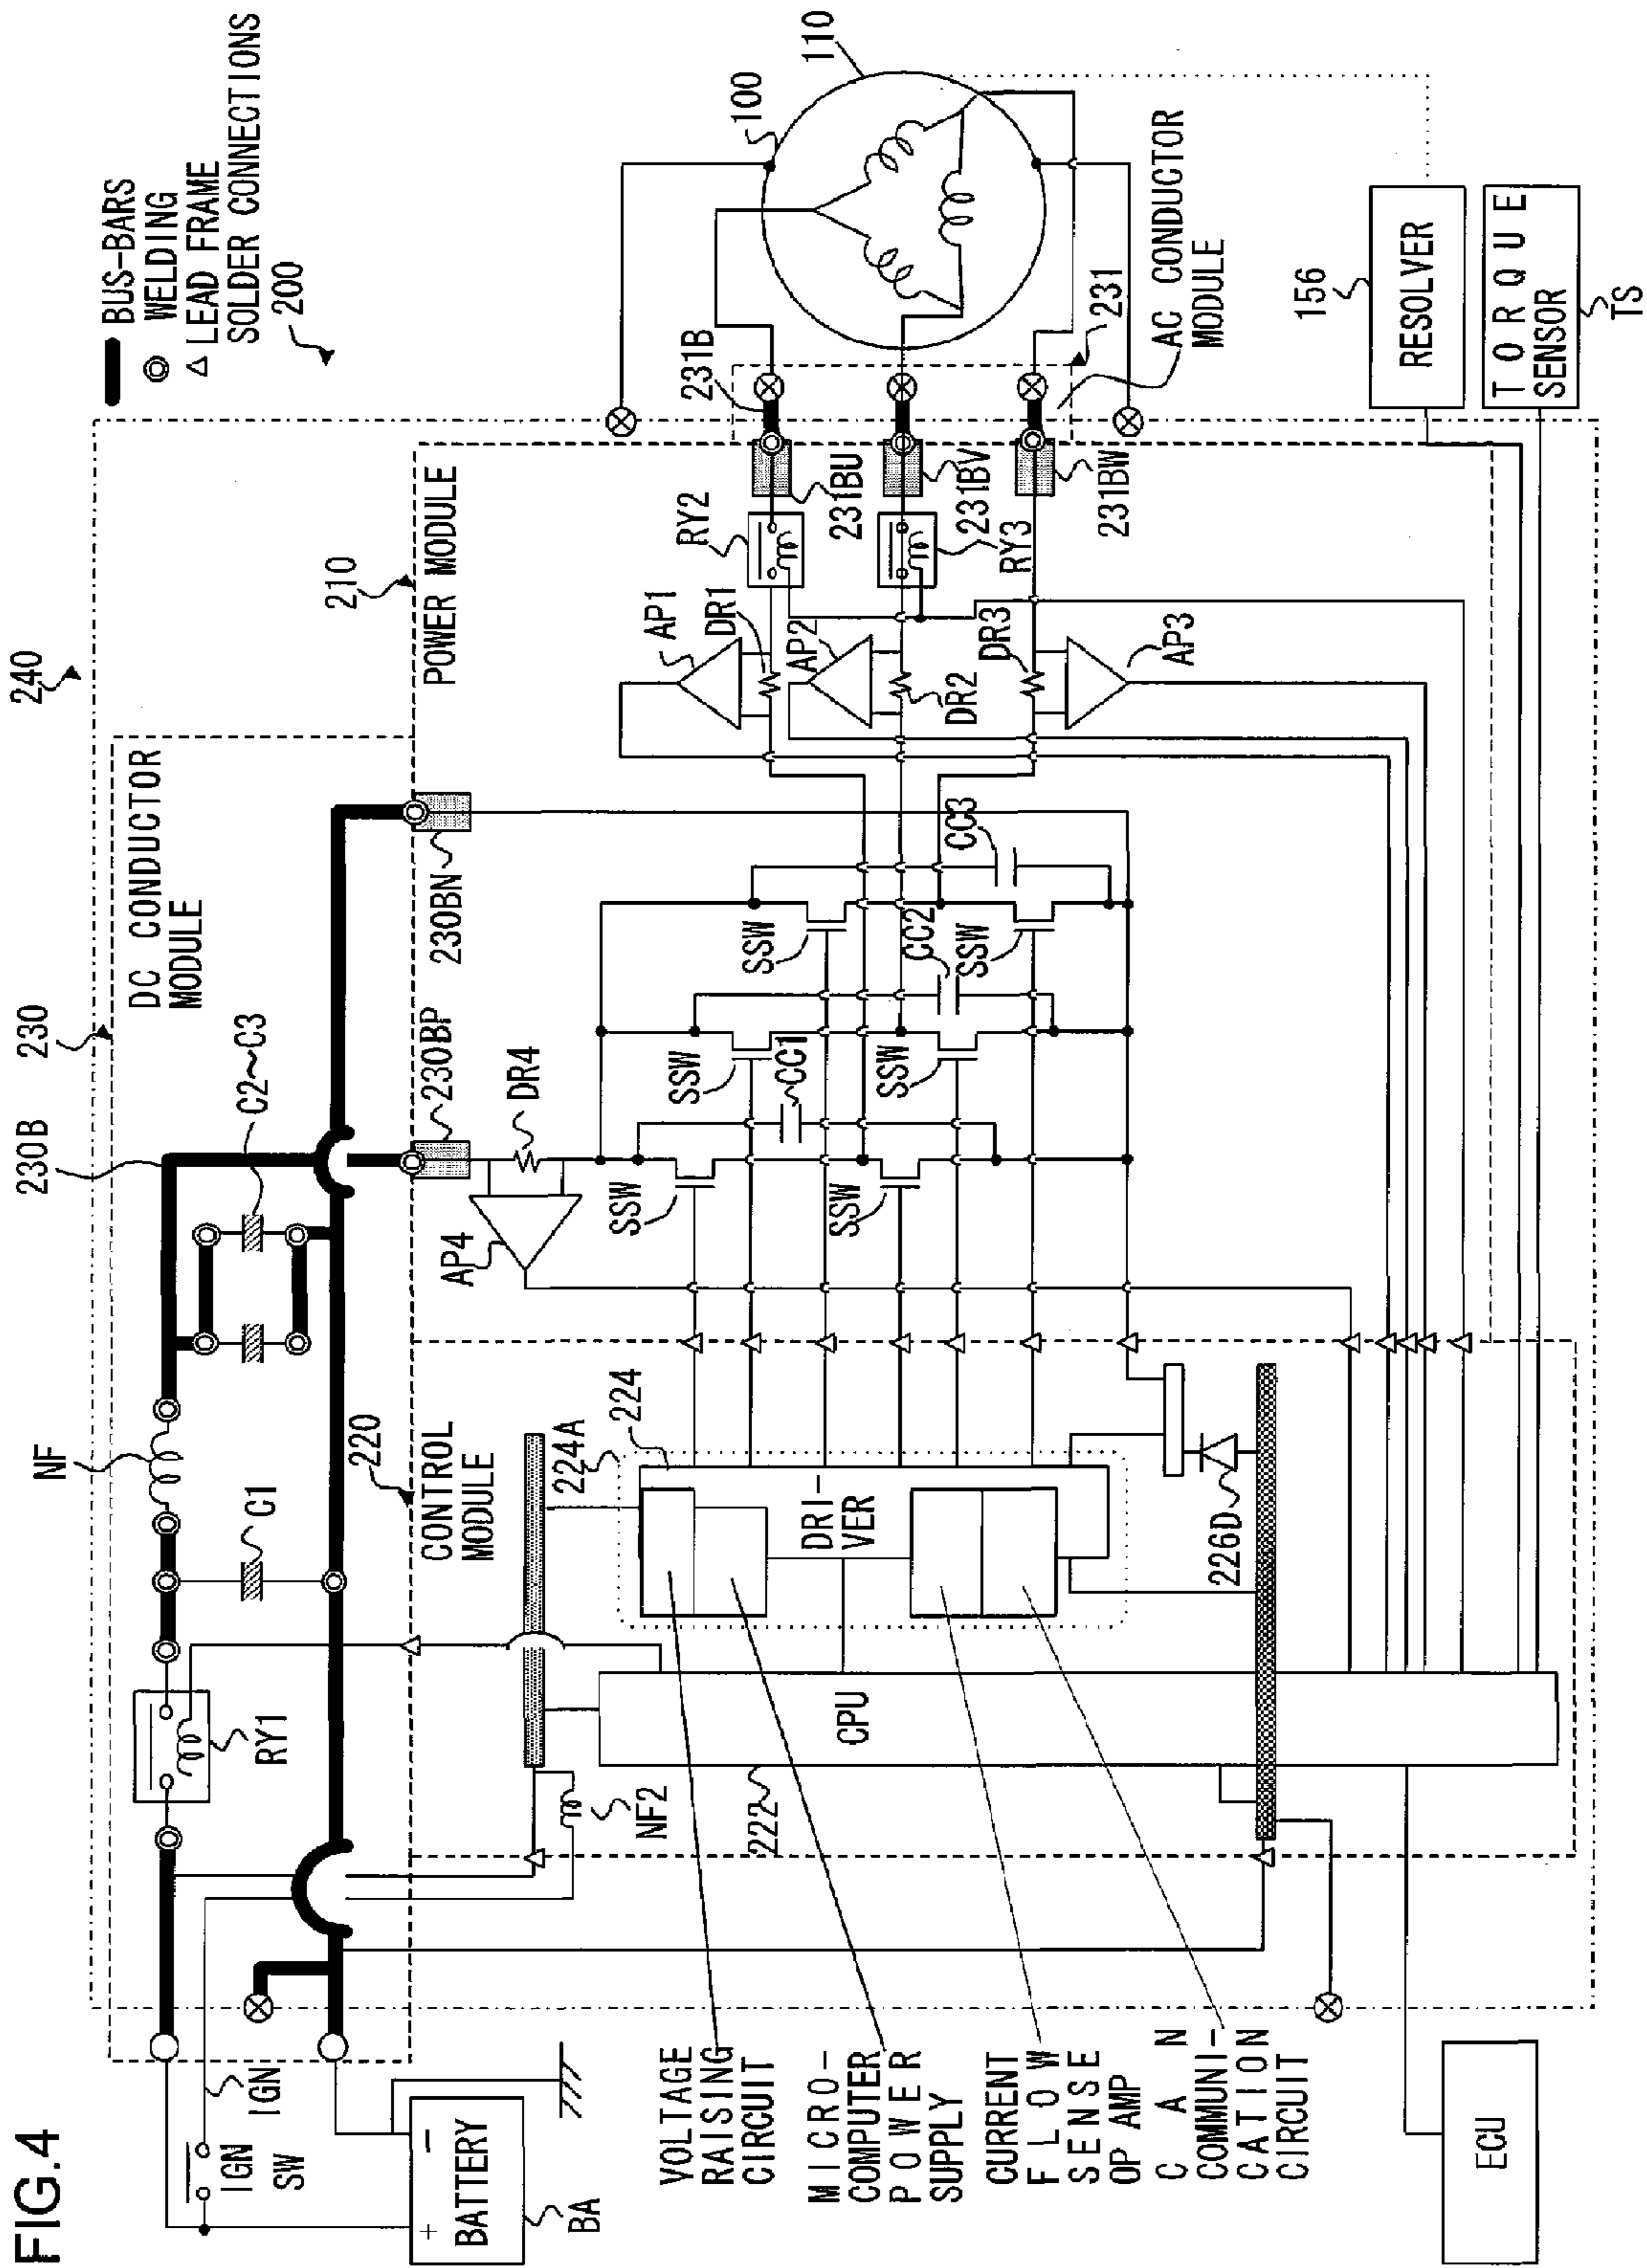 FIG.4
BUS-BARS
WELDING
LEAD FRAME
SOLDER CONNECTIONS
200
240
230
230B
DC CONDUCTOR
MODULE
C2~C3
NF
C1
RY1
230BP
230BN
210
POWER MODULE
220
CONTROL
MODULE
DR4
AP4
SSW
SSW
SSW
SSW
SSW
SSW
CC1
CC2
CC3
AP1
DR1
AP2
DR2
DR3
AP3
RY2
RY3
231BU
231BV
231BW
231B
231
AC CONDUCTOR
MODULE
100
110
156
RESOLVER
TORQUE
SENSOR
TS
224A
224
DRI-
VER
226D
CPU
222
NF2
IGN
IGN
SW
+
-
BATTERY
BA
VOLTAGE
RAISING
CIRCUIT
MICRO-
COMPUTER
POWER
SUPPLY
CURRENT
FLOW
SENSE
OP AMP
CAN
COMMUNI-
CATION
CIRCUIT
ECU